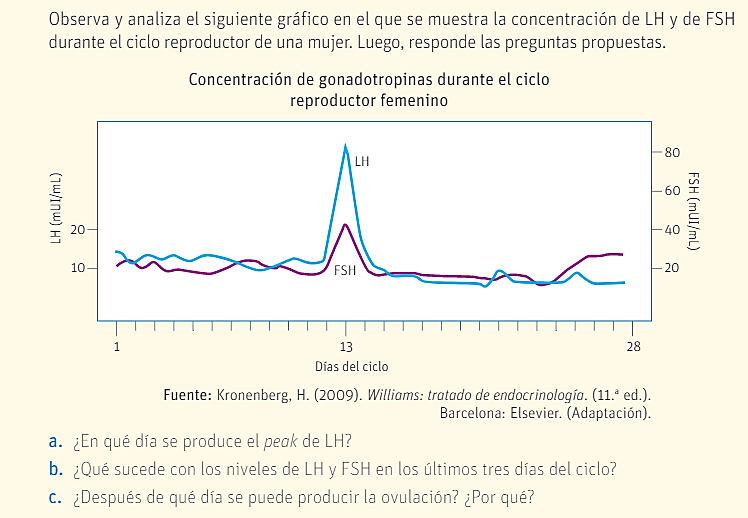 Observa y analiza el siguiente gráfico en el que se muestra la concentración de LH y de FSH
durante el ciclo reproductor de una mujer. Luego, responde las preguntas propuestas.
Concentración de gonadotropinas durante el ciclo
reproductor femenino
LH (mUI/mL)
20
10
LH
FSH
80
60
40
20
FSH (mUI/mL)
1
13
28
Días del ciclo
Fuente: Kronenberg, H. (2009). Williams: tratado de endocrinología. (11.ª ed.).
Barcelona: Elsevier. (Adaptación).
a. ¿En qué día se produce el peak de LH?
b. ¿Qué sucede con los niveles de LH y FSH en los últimos tres días del ciclo?
c. ¿Después de qué día se puede producir la ovulación? ¿Por qué?